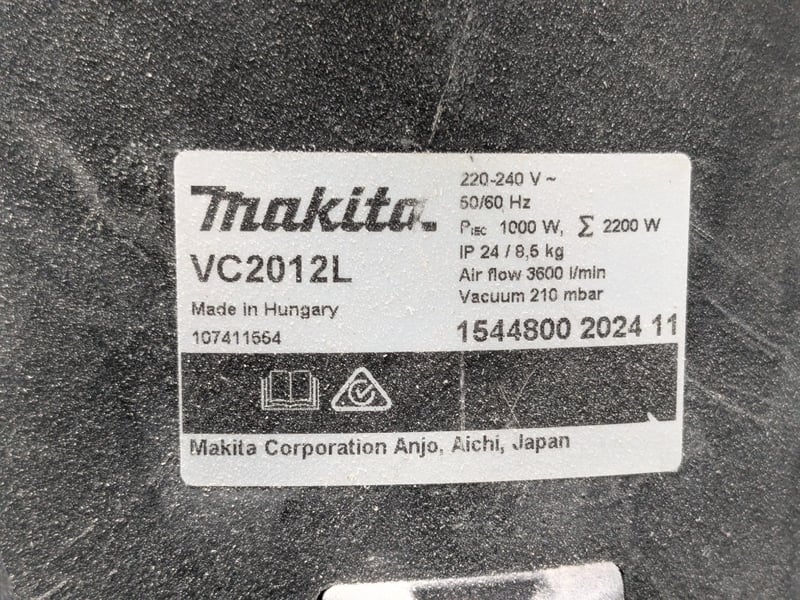 makita
VC2012L
Made in Hungary
107411554
220-240 V ~
50/60 Hz
PIEC 1000 W, Σ 2200 W
IP 24 / 8,5 kg
Air flow 3600 l/min
Vacuum 210 mbar
1544800 2024 11
Makita Corporation Anjo, Aichi, Japan